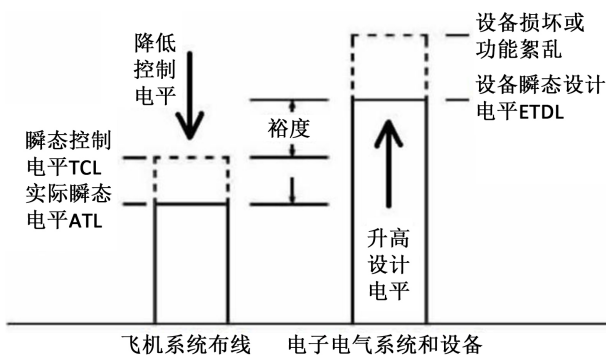 降低
控制
电平
设备损坏或
功能絮乱
设备瞬态设计
电平ETDL
裕度
瞬态控制
电平TCL
实际瞬态
电平ATL
升高
设计
电平
飞机系统布线
电子电气系统和设备